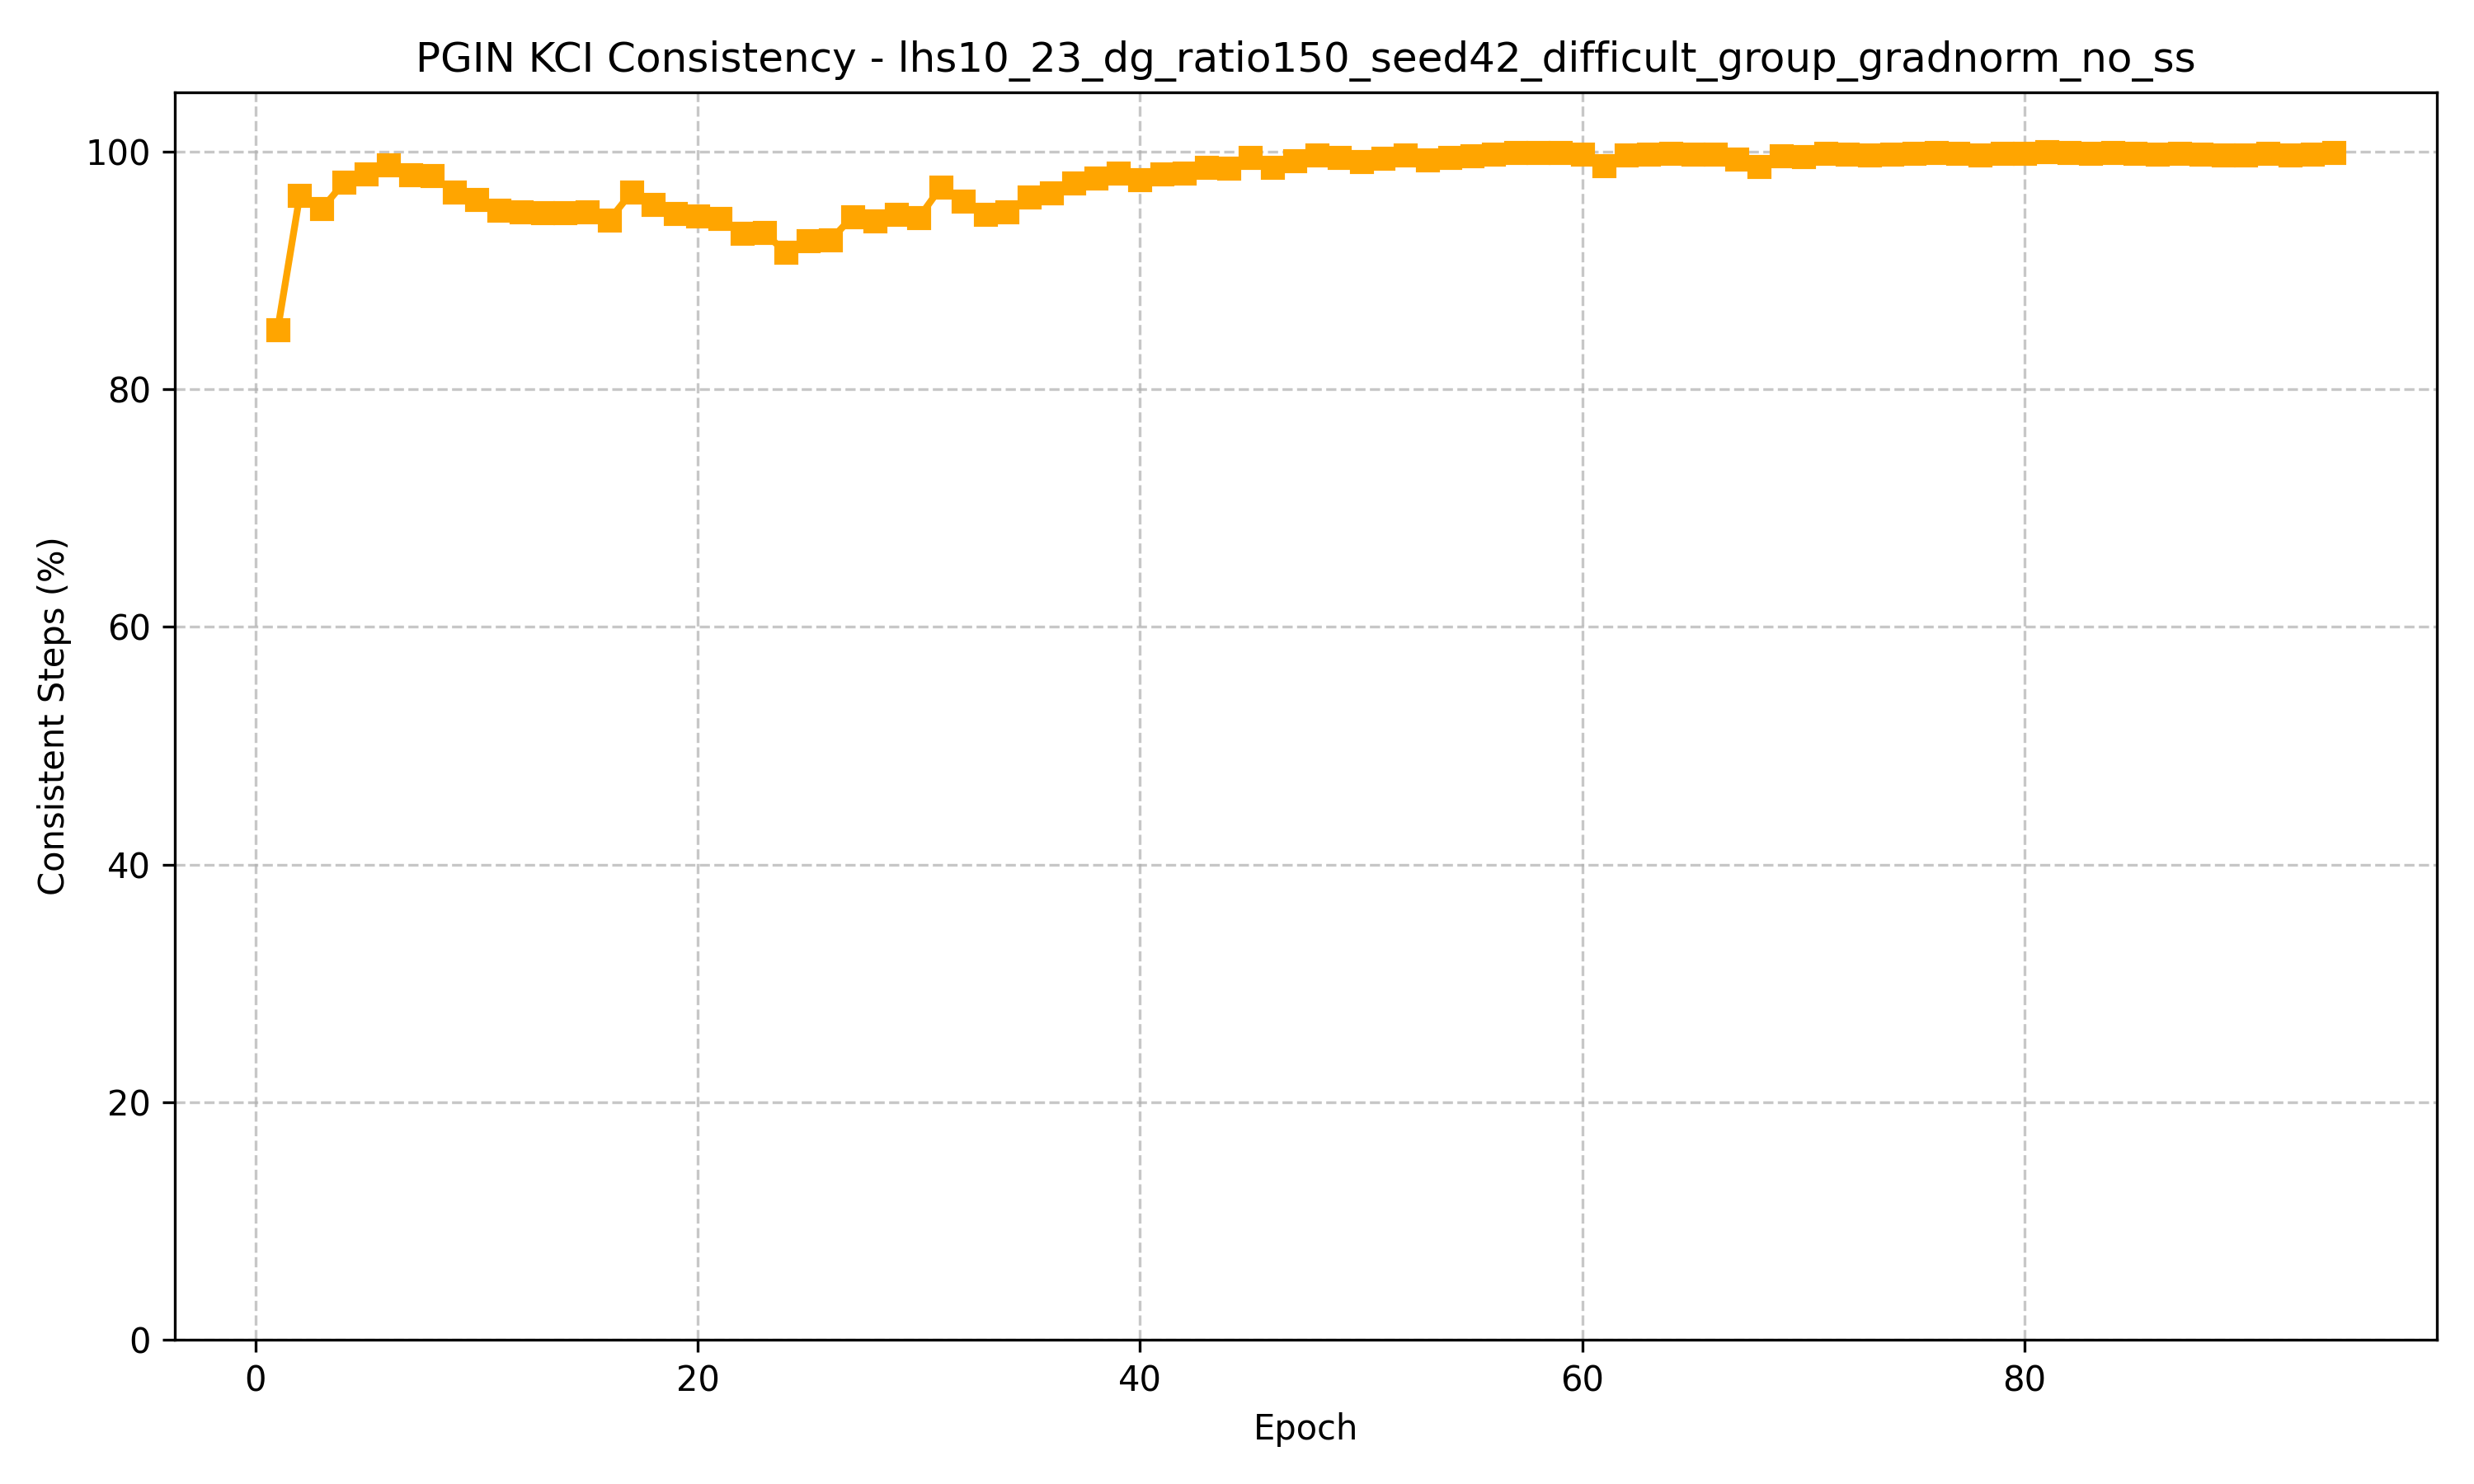 PGIN KCI Consistency - lhs10_23_dg_ratio150_seed42_difficult_group_gradnorm_no_ss
Consistent Steps (%)
100
80
60
40
20
0
0 20 40 60 80
Epoch